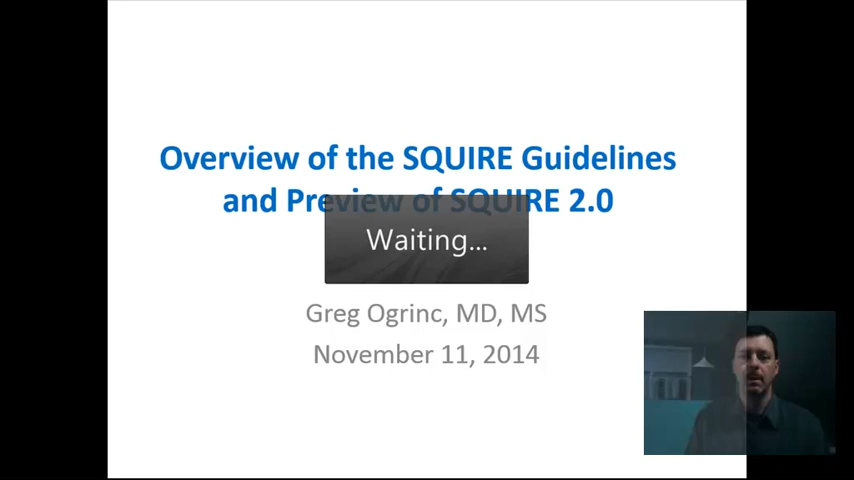 Overview of the SQUIRE Guidelines
and Preview of SQUIRE 2.0
Waiting...
Greg Ogrinc, MD, MS
November 11, 2014